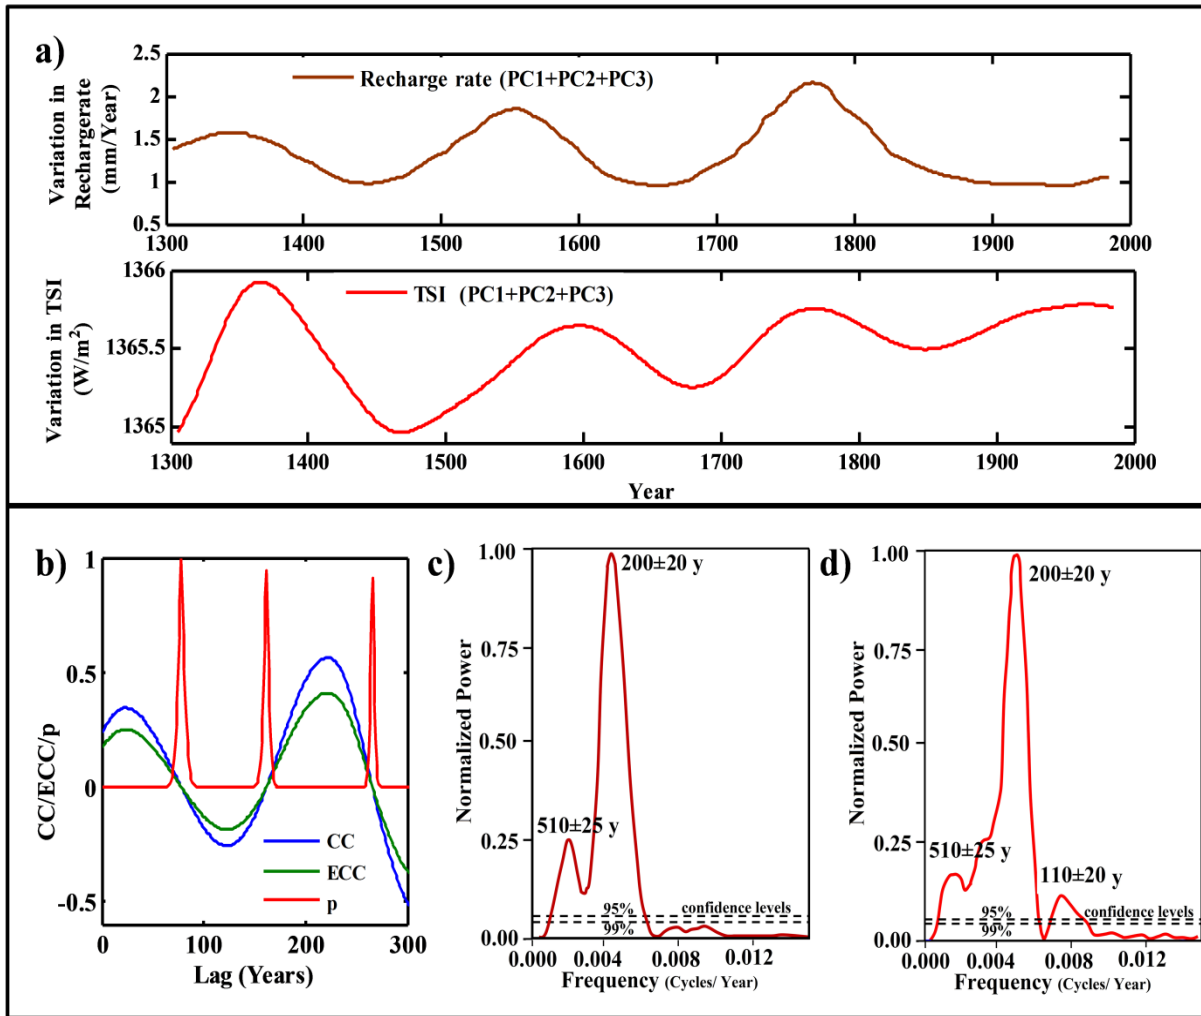 a)
Variation in
Rechargerate
(mm/Year)
2.5
2
1.5
1
0.5
Recharge rate (PC1+PC2+PC3)
1300 1400 1500 1600 1700 1800 1900 2000
Variation in TSI
(W/m²)
1366
1365.5
1365
TSI (PC1+PC2+PC3)
1300 1400 1500 1600 1700 1800 1900 2000
Year
b)
CC/ECC/p
1
0.5
0
-0.5
CC
ECC
p
0 100 200 300
Lag (Years)
c)
Normalized Power
1.00
0.75
0.50
0.25
0.00
200±20 y
510±25 y
95%
99%
confidence levels
0.000 0.004 0.008 0.012
Frequency (Cycles/ Year)
d)
Normalized Power
1.00
0.75
0.50
0.25
0.00
200±20 y
510±25 y
110±20 y
95%
99%
confidence levels
0.000 0.004 0.008 0.012
Frequency (Cycles/ Year)